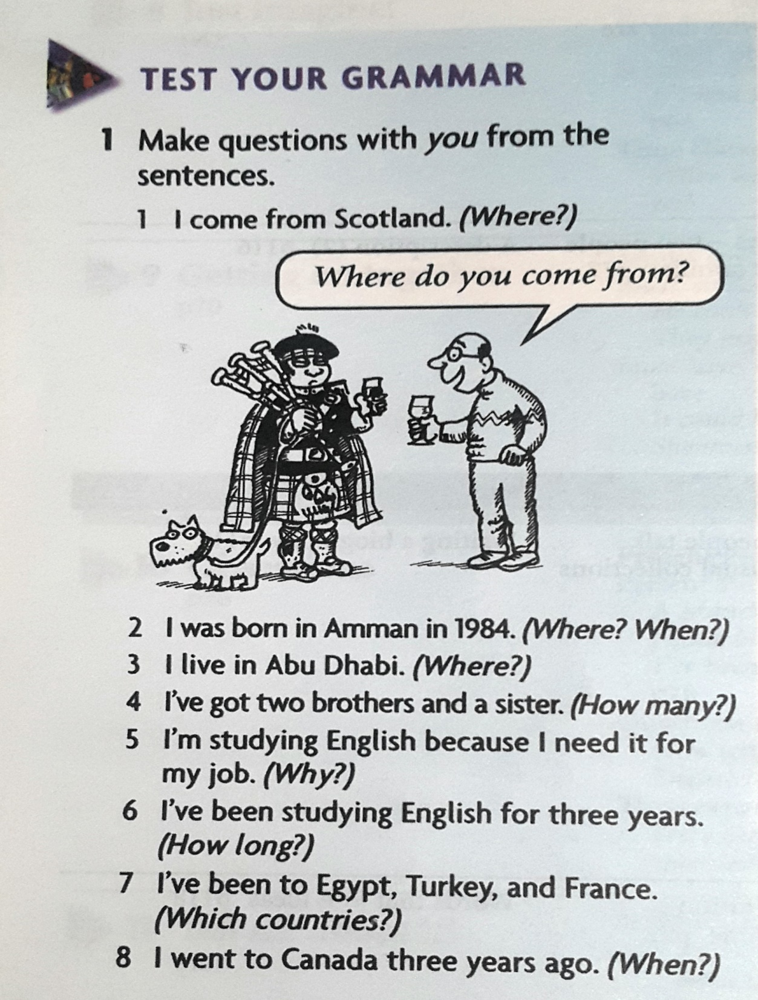 TEST YOUR GRAMMAR
1 Make questions with you from the
sentences.
1 I come from Scotland. (Where?)
Where do you come from?
2 I was born in Amman in 1984. (Where? When?)
3 I live in Abu Dhabi. (Where?)
4 I've got two brothers and a sister. (How many?)
5 I'm studying English because I need it for
my job. (Why?)
6 I've been studying English for three years.
(How long?)
7 I've been to Egypt, Turkey, and France.
(Which countries?)
8 I went to Canada three years ago. (When?)